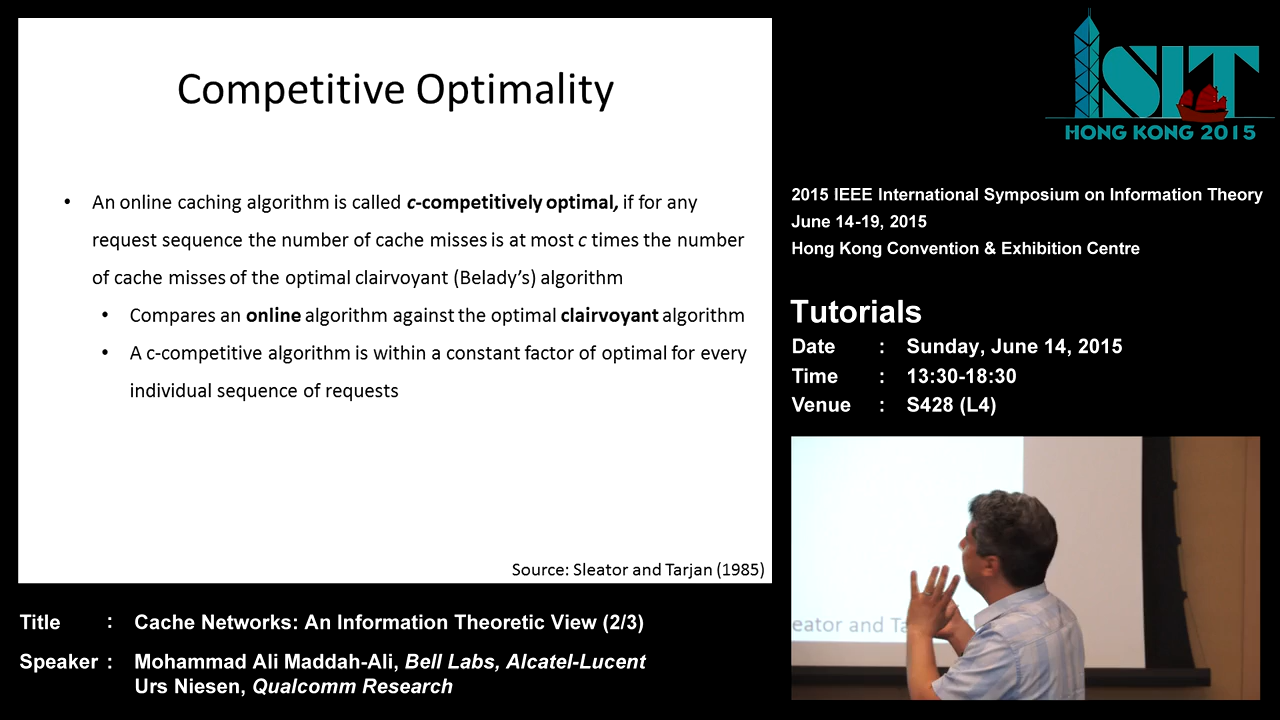 Competitive Optimality
• An online caching algorithm is called c-competitively optimal, if for any
request sequence the number of cache misses is at most c times the number
of cache misses of the optimal clairvoyant (Belady’s) algorithm
• Compares an online algorithm against the optimal clairvoyant algorithm
• A c-competitive algorithm is within a constant factor of optimal for every
individual sequence of requests
Source: Sleator and Tarjan (1985)
ISIT
HONG KONG 2015
2015 IEEE International Symposium on Information Theory
June 14-19, 2015
Hong Kong Convention & Exhibition Centre
Tutorials
Date : Sunday, June 14, 2015
Time : 13:30-18:30
Venue : S428 (L4)
eator and Ta
Title : Cache Networks: An Information Theoretic View (2/3)
Speaker : Mohammad Ali Maddah-Ali, Bell Labs, Alcatel-Lucent
Urs Niesen, Qualcomm Research